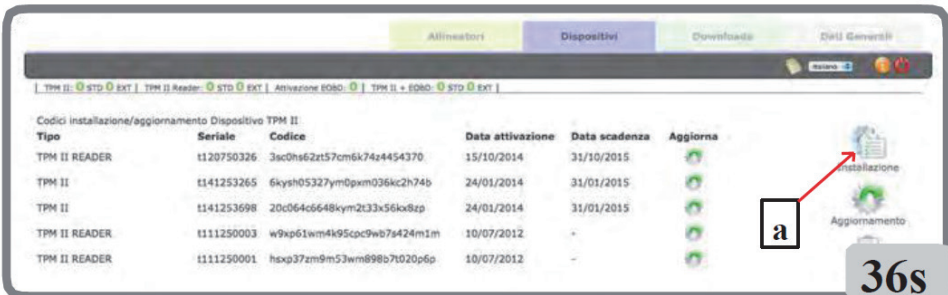 Alimentatori Dispositivi Downloads Dati Generali
Italiano
| TPM II: 0 STD 0 EXT | TPM II Reader: 0 STD 0 EXT | Attivazione EOBD: 0 | TPM II + EOBD: 0 STD 0 EXT |
Codici installazione/aggiornamento Dispositivo TPM II
Tipo Seriale Codice Data attivazione Data scadenza Aggiorna
TPM II READER t120750326 3sc0hs62zt57cm6k74z4454370 15/10/2014 31/10/2015
TPM II t141253265 6kysh05327ym0pxm036kc2h74b 24/01/2014 31/01/2015
TPM II t141253698 20c064c6648kym2t33x56kx8zp 24/01/2014 31/01/2015
TPM II READER t111250003 w9xp61wm4k95cpc9wb7s424m1m 10/07/2012 -
TPM II READER t111250001 hsxp37zm9m53wm898b7t020p6p 10/07/2012 -
Installazione
Aggiornamento
a
36s